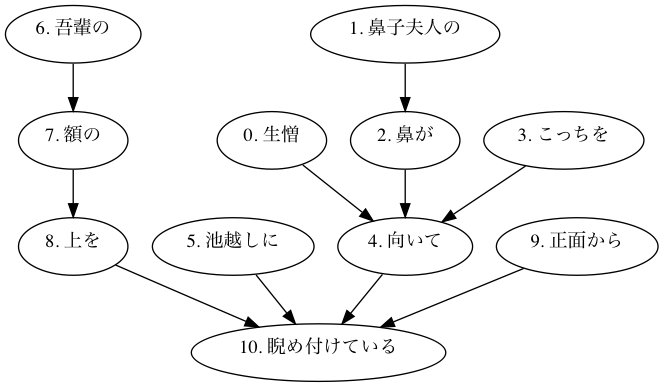 6. 吾輩の
1. 鼻子夫人の
7. 額の
0. 生憎
2. 鼻が
3. こっちを
8. 上を
5. 池越しに
4. 向いて
9. 正面から
10. 睨め付けている